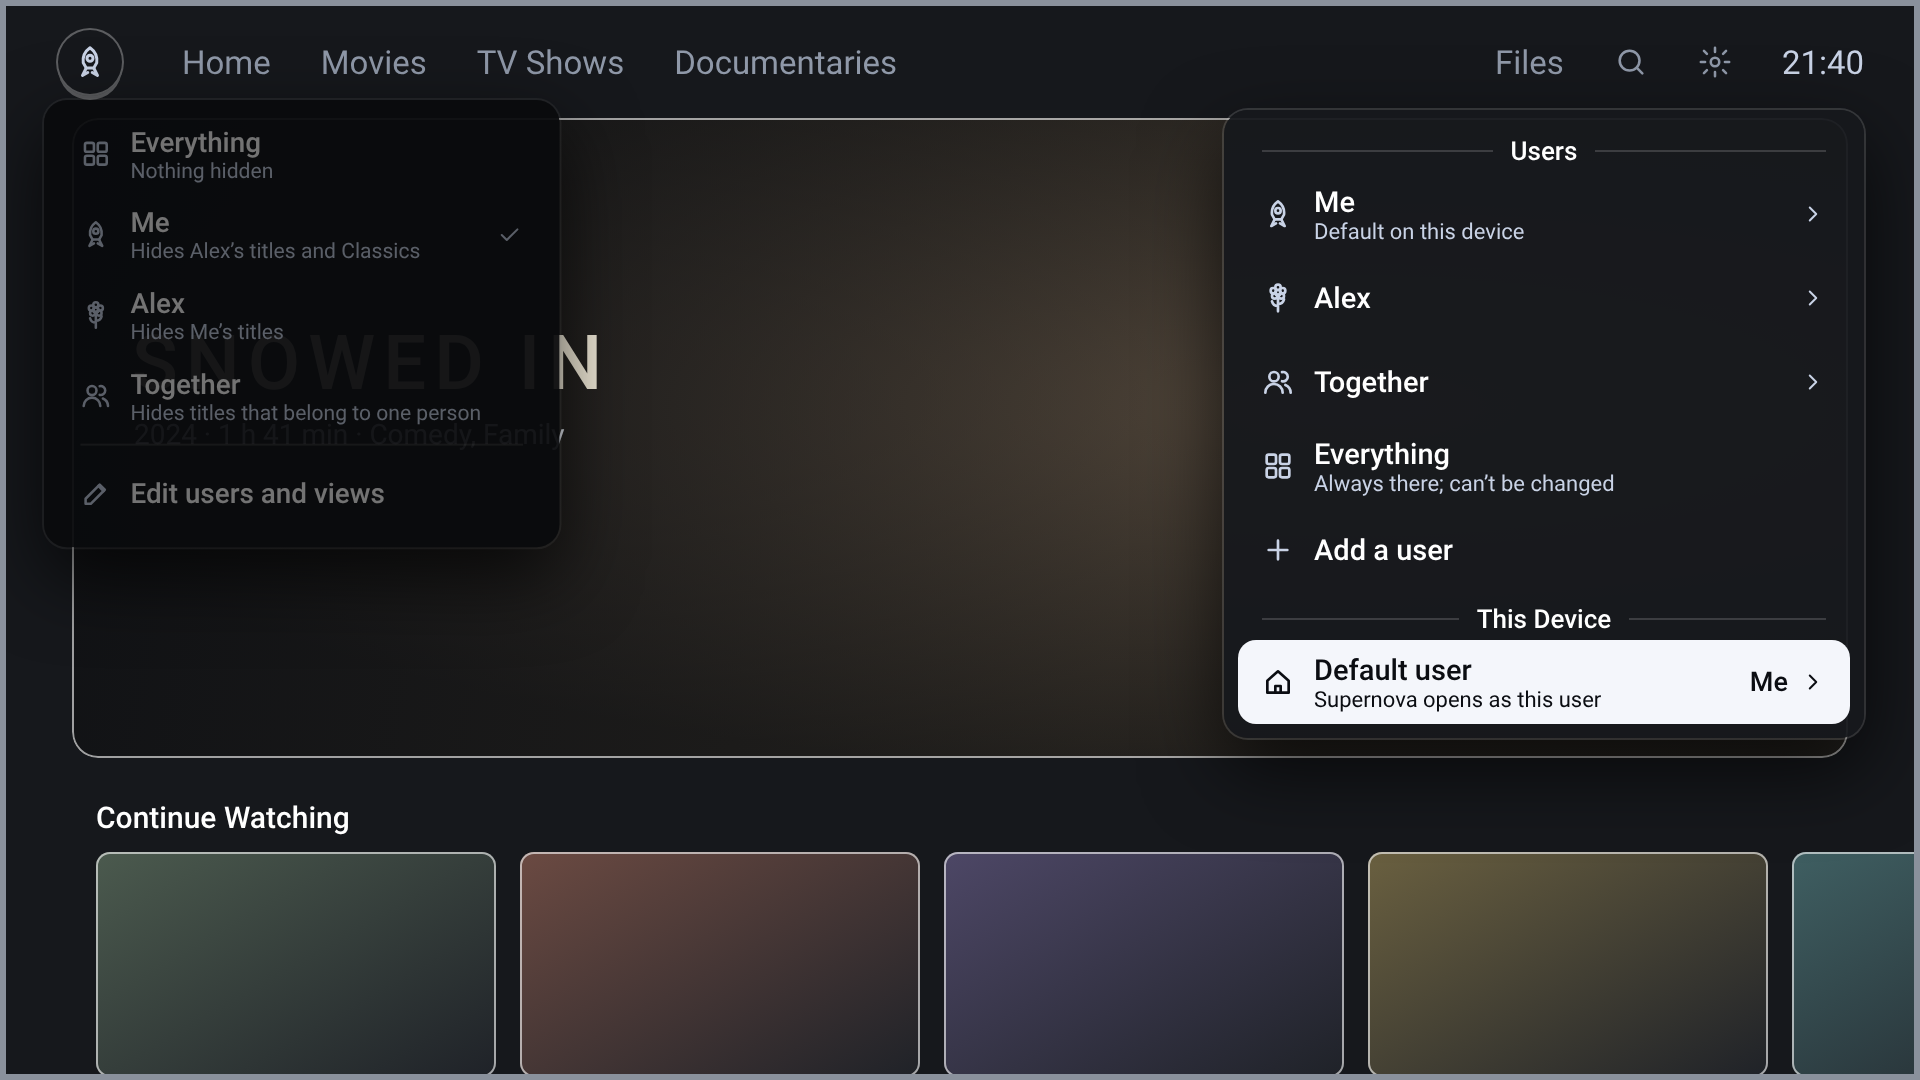 Home Movies TV Shows Documentaries Files 21:40
Everything
Nothing hidden
Me
Hides Alex’s titles and Classics
Alex
Hides Me’s titles
Together
Hides titles that belong to one person
Edit users and views
SNOWED IN
2024 · 1 h 41 min · Comedy, Family
Users
Me
Default on this device
Alex
Together
Everything
Always there; can’t be changed
Add a user
This Device
Default user
Supernova opens as this user
Me
Continue Watching